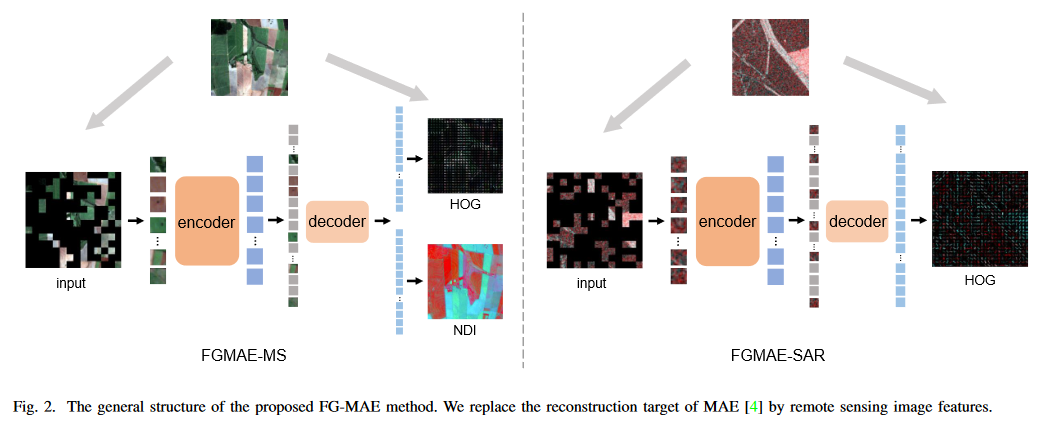 input
encoder
decoder
HOG
NDI
FGMAE-MS
input
encoder
decoder
HOG
FGMAE-SAR
Fig. 2. The general structure of the proposed FG-MAE method. We replace the reconstruction target of MAE [4] by remote sensing image features.